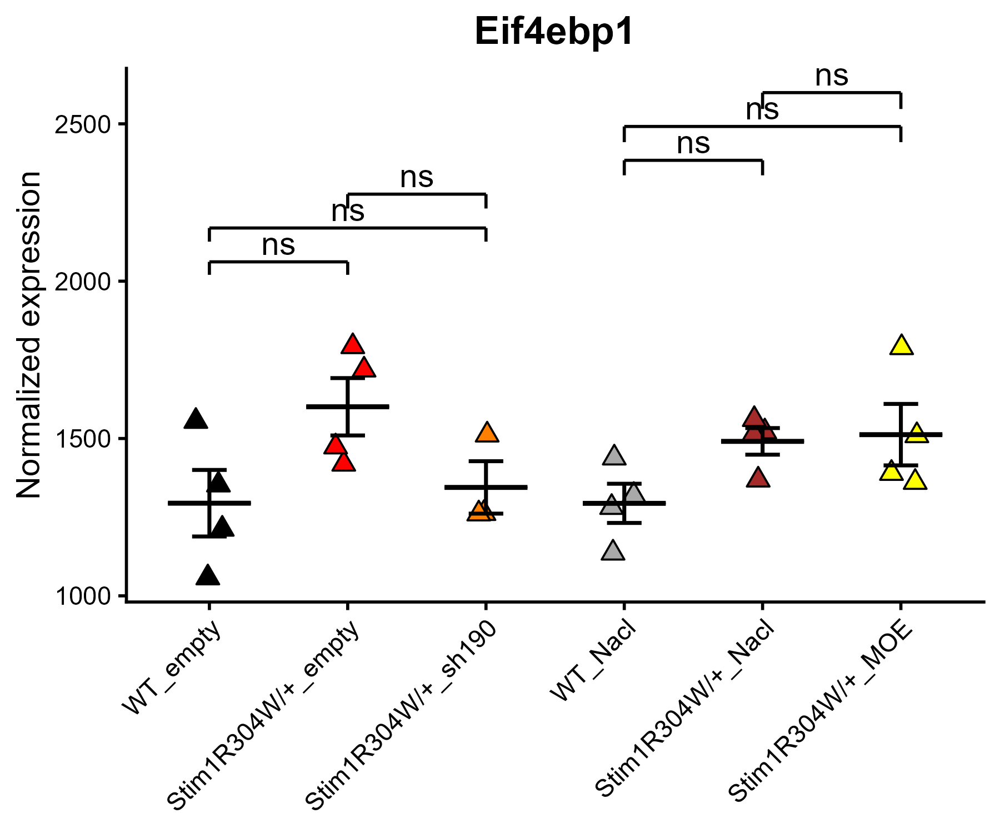 Eif4ebp1
Normalized expression
2500
2000
1500
1000
ns
ns
ns
ns
ns
ns
WT_empty
Stim1R304W/+_empty
Stim1R304W/+_sh190
WT_Nacl
Stim1R304W/+_Nacl
Stim1R304W/+_MOE